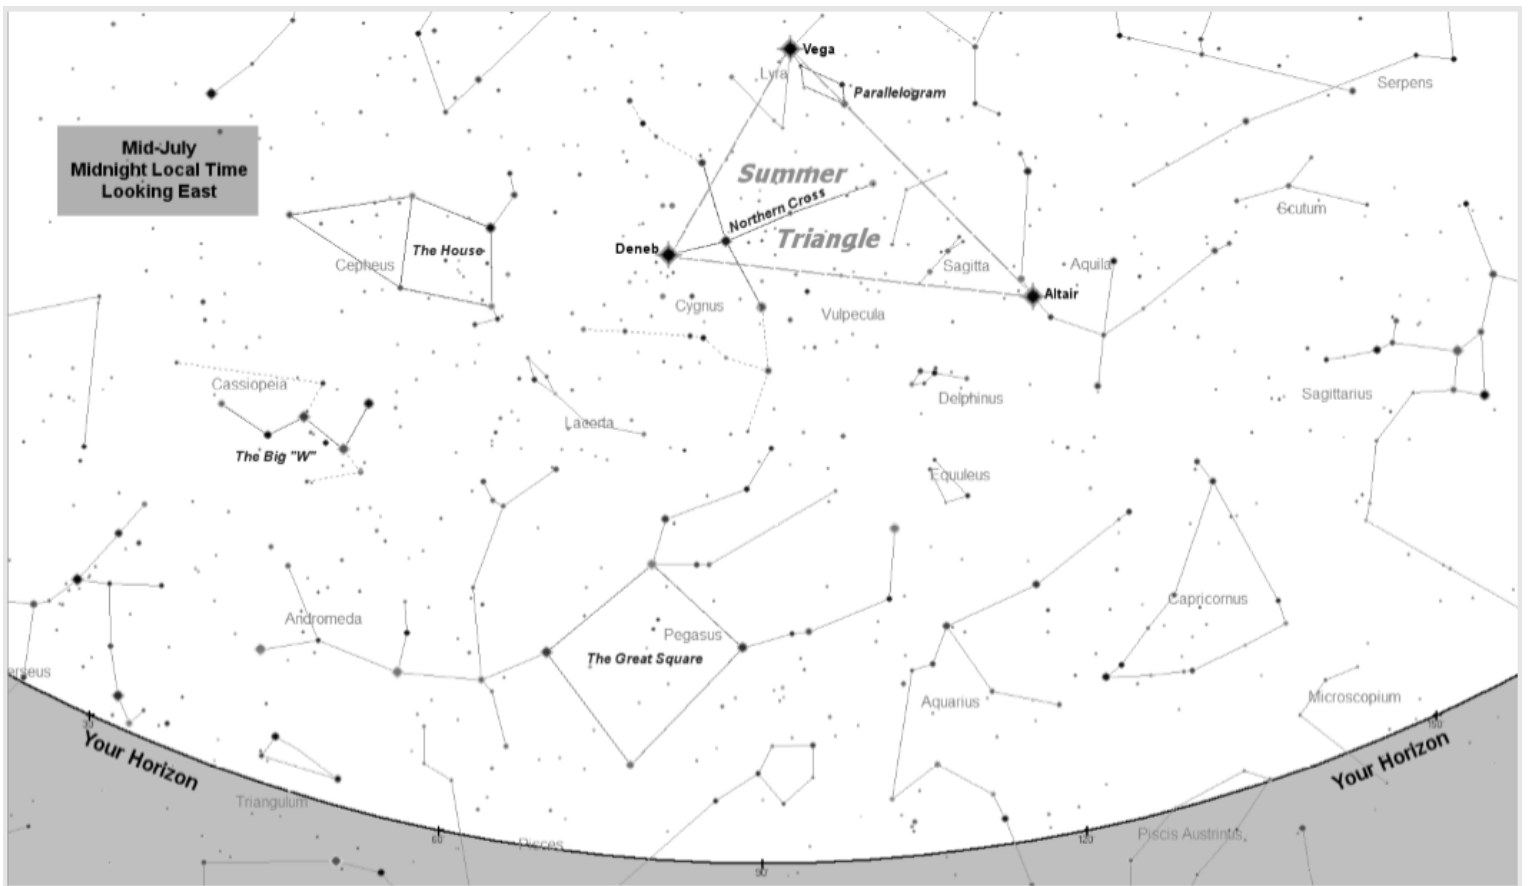 Vega
Lyra
Parallelogram
Serpens
Mid-July
Midnight Local Time
Looking East
Summer
Northern Cross
Triangle
Scutum
The House
Cepheus
Deneb
Sagitta
Aquila
Altair
Cygnus
Vulpecula
Cassiopeia
Delphinus
Sagittarius
Lacerta
The Big "W"
Equuleus
Capricornus
Andromeda
Pegasus
The Great Square
erseus
Aquarius
Microscopium
30
180
Your Horizon
Your Horizon
Triangulum
60
120
Piscis Austrinus
Pisces
90